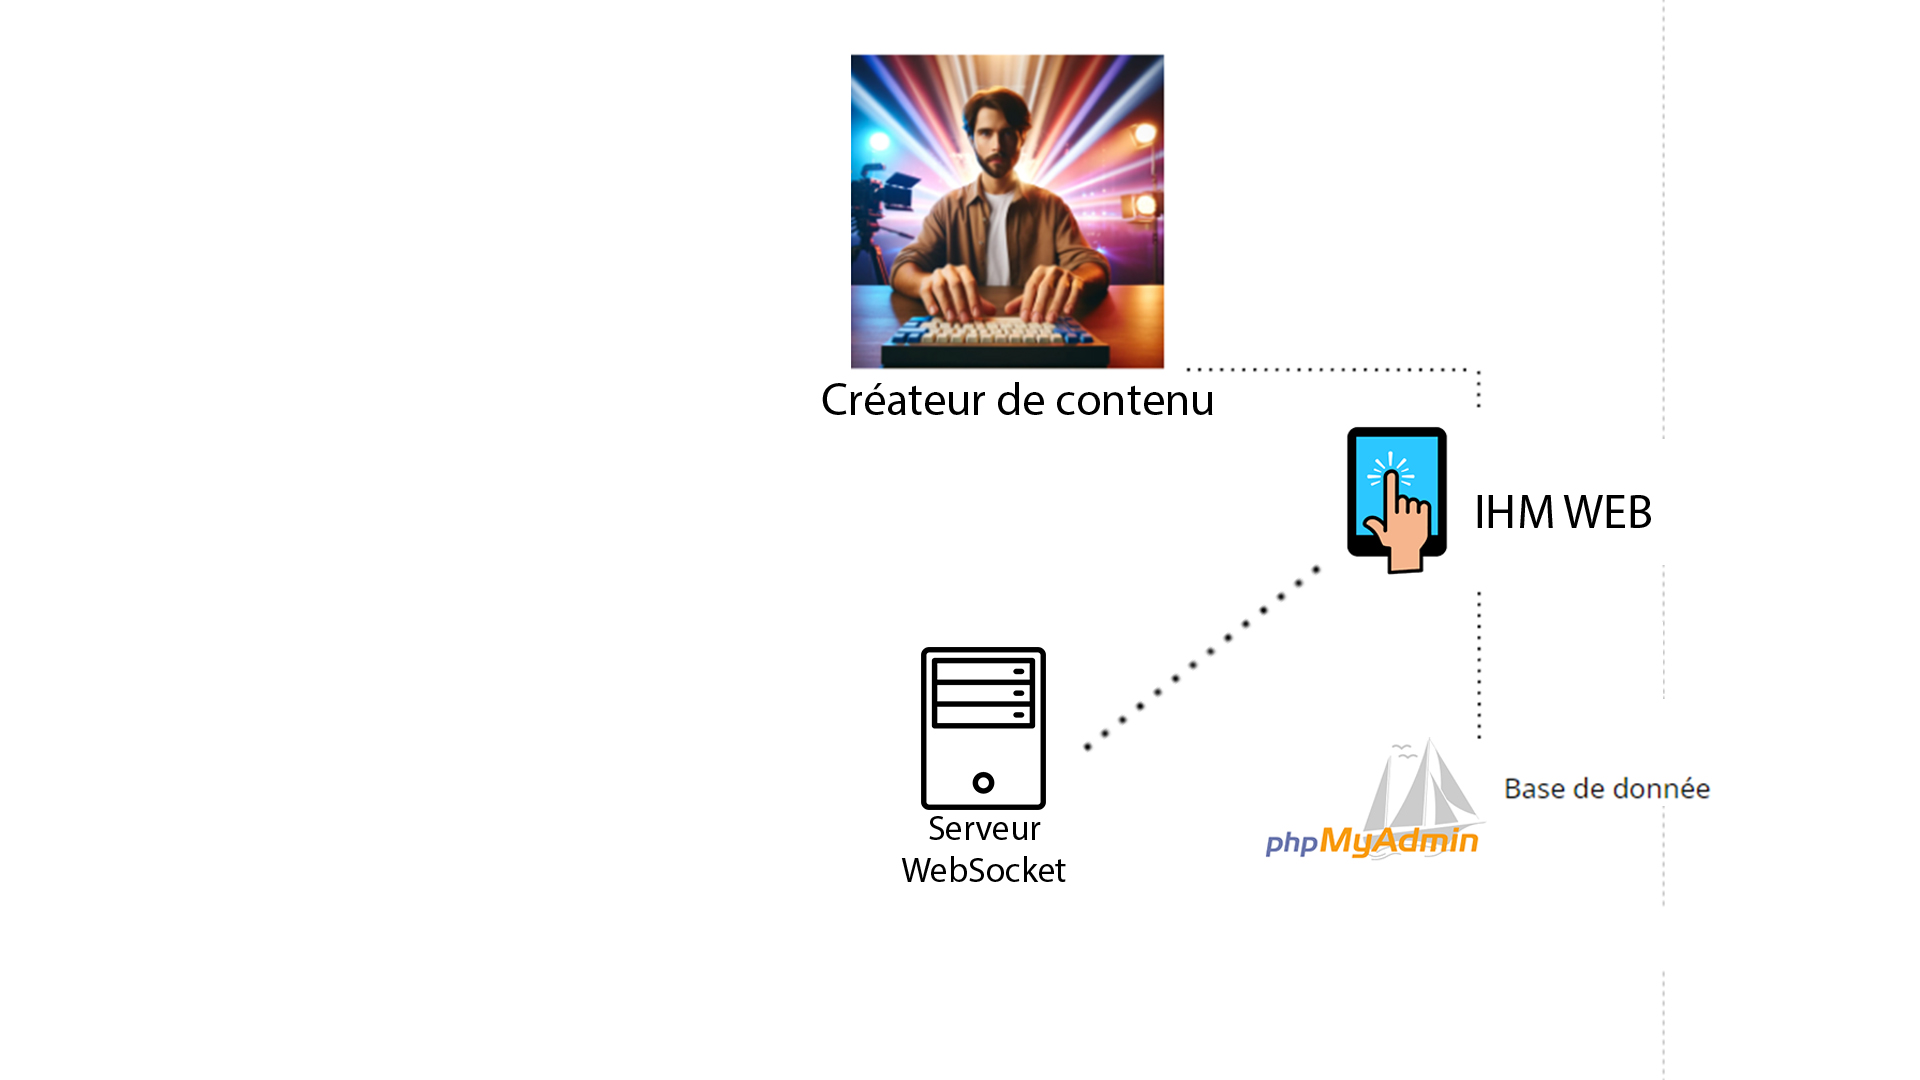 Créateur de contenu
IHM WEB
Base de donnée
phpMyAdmin
Serveur
WebSocket